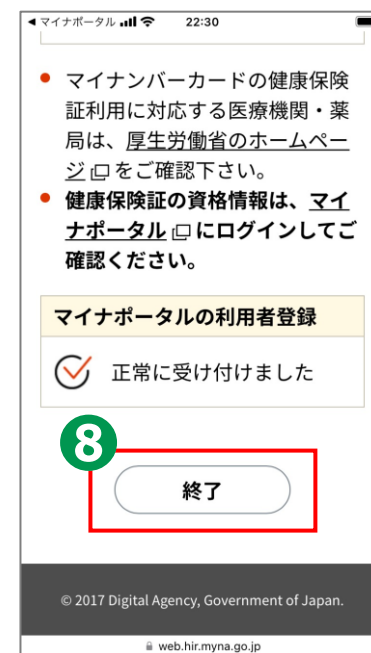 ◀ マイナポータル 22:30
● マイナンバーカードの健康保険
証利用に対応する医療機関・薬
局は、厚生労働省のホームペー
ジをご確認下さい。
● 健康保険証の資格情報は、マイ
ナポータルにログインしてご
確認ください。
マイナポータルの利用者登録
正常に受け付けました
8
終了
© 2017 Digital Agency, Government of Japan.
web.hir.myna.go.jp